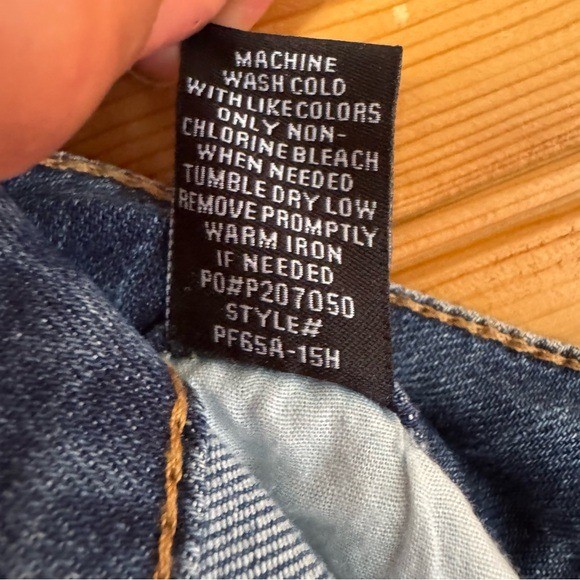 MACHINE
WASH COLD
WITH LIKE COLORS
ONLY NON-
CHLORINE BLEACH
WHEN NEEDED
TUMBLE DRY LOW
REMOVE PROMPTLY
WARM IRON
IF NEEDED
PO#P207050
STYLE#
PF65A-15H